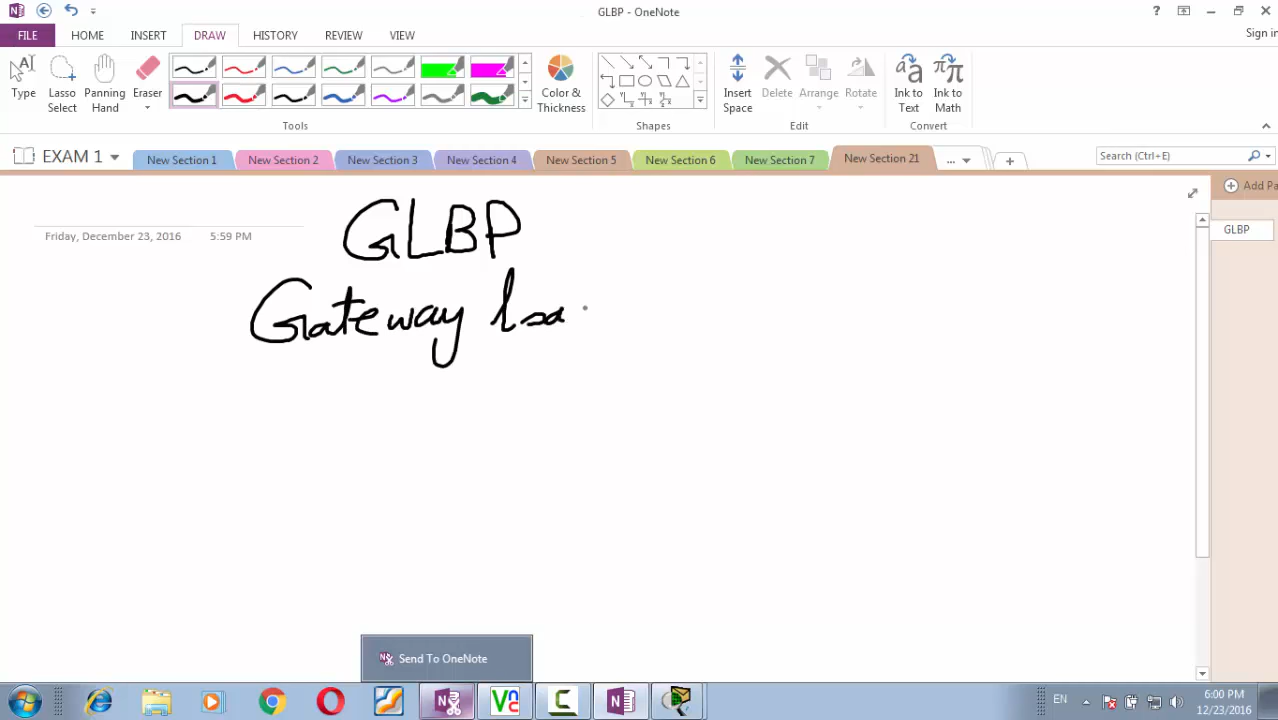 GLBP - OneNote
? 
Sign in
FILE HOME INSERT DRAW HISTORY REVIEW VIEW
Type Lasso Select Panning Hand Eraser Color & Thickness Insert Space Delete Arrange Rotate Ink to Text Ink to Math
Tools Shapes Edit Convert
EXAM 1 New Section 1 New Section 2 New Section 3 New Section 4 New Section 5 New Section 6 New Section 7 New Section 21 ... Search (Ctrl+E)
Add Pa
GLBP
GLBP
Friday, December 23, 2016 5:59 PM
Gateway
Send To OneNote
EN 6:00 PM
12/23/2016